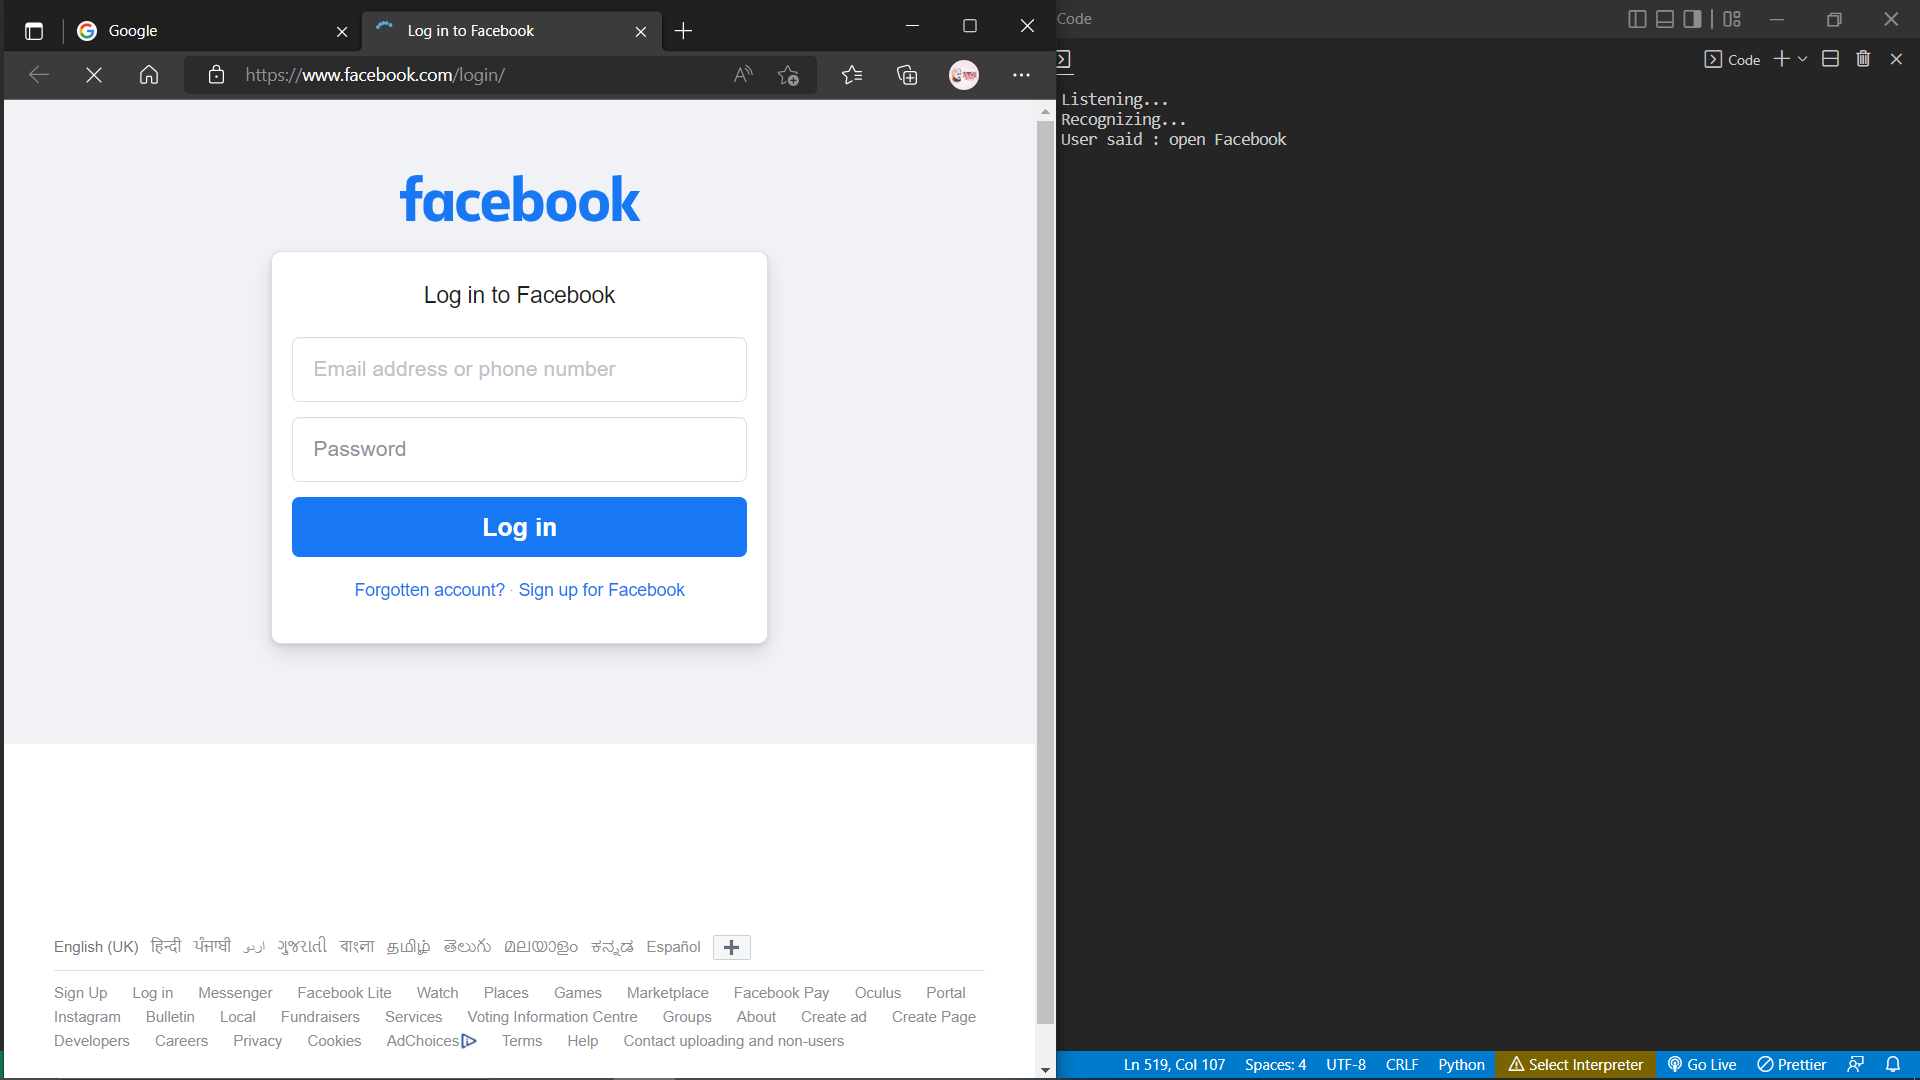 Google
Log in to Facebook
https://www.facebook.com/login/
facebook
Log in to Facebook
Email address or phone number
Password
Log in
Forgotten account? · Sign up for Facebook
English (UK) हिन्दी ਪੰਜਾਬੀ اردو ગુજરાતી বাংলা தமிழ் తెలుగు മലയാളം ಕನ್ನಡ Español
Sign Up Log in Messenger Facebook Lite Watch Places Games Marketplace Facebook Pay Oculus Portal
Instagram Bulletin Local Fundraisers Services Voting Information Centre Groups About Create ad Create Page
Developers Careers Privacy Cookies AdChoices Terms Help Contact uploading and non-users
Code
Code
Listening...
Recognizing...
User said : open Facebook
Ln 519, Col 107 Spaces: 4 UTF-8 CRLF Python Select Interpreter Go Live Prettier